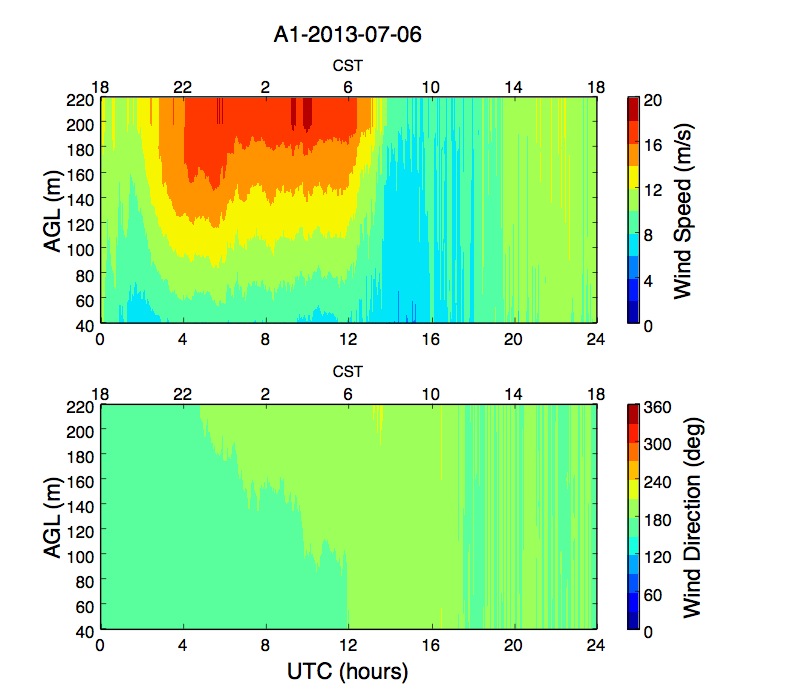 A1-2013-07-06
CST
18 22 2 6 10 14 18
220
200
180
160
140
120
100
80
60
40
AGL (m)
0 4 8 12 16 20 24
20
16
12
8
4
0
Wind Speed (m/s)
CST
18 22 2 6 10 14 18
220
200
180
160
140
120
100
80
60
40
AGL (m)
0 4 8 12 16 20 24
UTC (hours)
360
300
240
180
120
60
0
Wind Direction (deg)